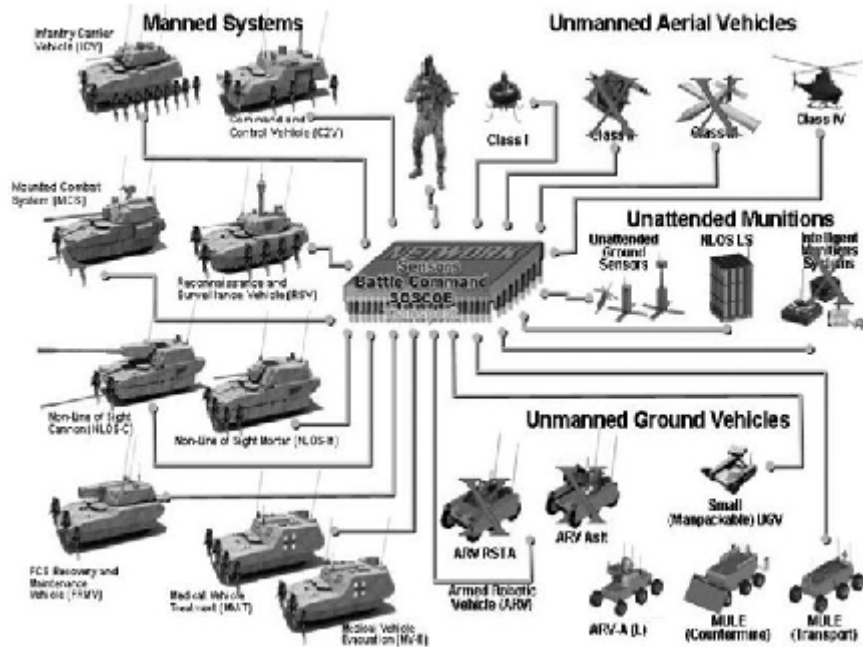 Manned Systems
Unmanned Aerial Vehicles
Infantry Carrier
Vehicle (ICV)
Command and
Control Vehicle (C2V)
Class I
Class II
Class III
Class IV
Mounted Combat
System (MCS)
Reconnaissance and
Surveillance Vehicle (RSV)
NETWORK
Sensors
Battle Command
SOSCOE
Unattended Munitions
Unattended
Ground
Sensors
NLOS LS
Intelligent
Munitions
Systems
Non-Line of Sight
Cannon (NLOS-C)
Non-Line of Sight Mortar (NLOS-M)
Unmanned Ground Vehicles
ARV RSTA
ARV Aslt
Small
(Manpackable) UGV
Armed Robotic
Vehicle (ARV)
ARV-A (L)
MULE
(Countermine)
MULE
(Transport)
FCS Recovery and
Maintenance
Vehicle (FRMV)
Medical Vehicle
Treatment (MV-T)
Medical Vehicle
Evacuation (MV-E)